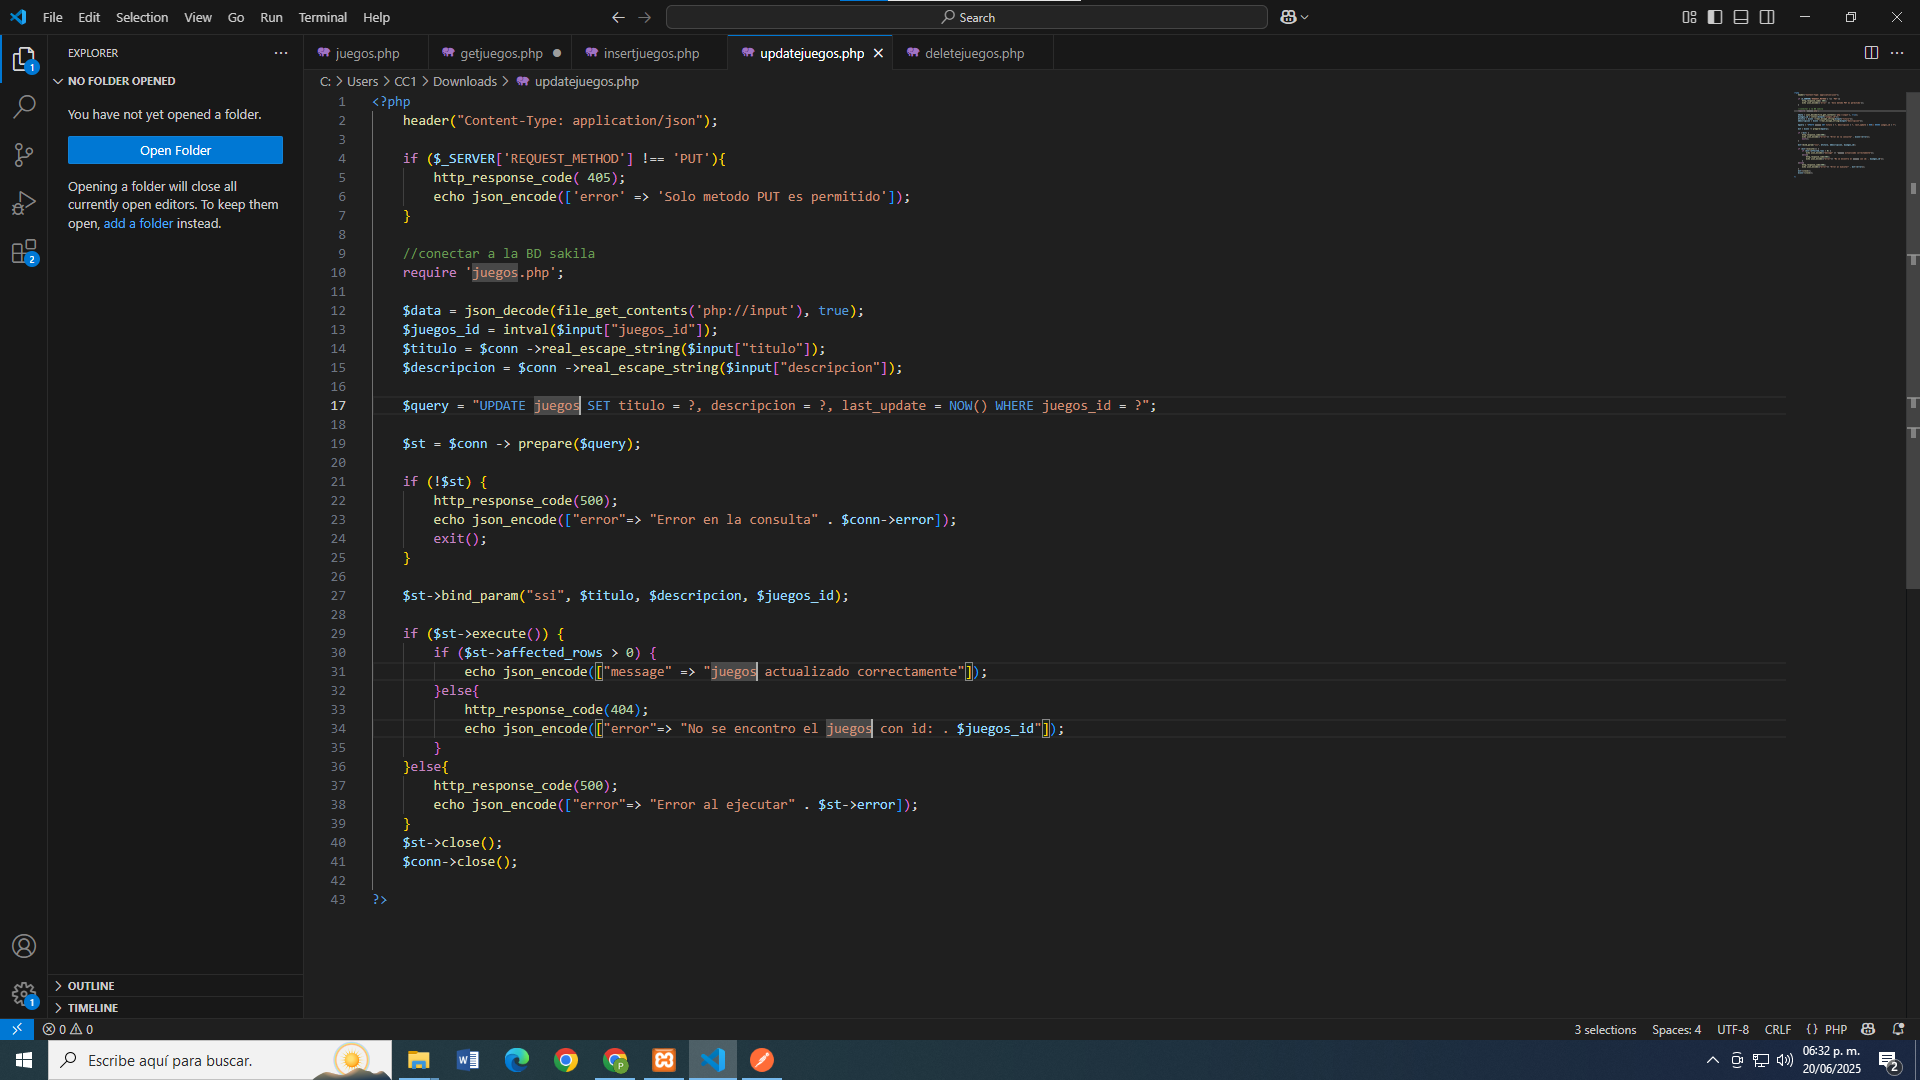 File Edit Selection View Go Run Terminal Help
Search
EXPLORER
NO FOLDER OPENED
You have not yet opened a folder.
Open Folder
Opening a folder will close all
currently open editors. To keep them
open, add a folder instead.
OUTLINE
TIMELINE
juegos.php getjuegos.php insertjuegos.php updatejuegos.php deletejuegos.php
C: > Users > CC1 > Downloads > updatejuegos.php
1 <?php
2 header("Content-Type: application/json");
3
4 if ($_SERVER['REQUEST_METHOD'] !== 'PUT'){
5 http_response_code( 405);
6 echo json_encode(['error' => 'Solo metodo PUT es permitido']);
7 }
8
9 //conectar a la BD sakila
10 require 'juegos.php';
11
12 $data = json_decode(file_get_contents('php://input'), true);
13 $juegos_id = intval($input["juegos_id"]);
14 $titulo = $conn ->real_escape_string($input["titulo"]);
15 $descripcion = $conn ->real_escape_string($input["descripcion"]);
16
17 $query = "UPDATE juegos SET titulo = ?, descripcion = ?, last_update = NOW() WHERE juegos_id = ?";
18
19 $st = $conn -> prepare($query);
20
21 if (!$st) {
22 http_response_code(500);
23 echo json_encode(["error"=> "Error en la consulta" . $conn->error]);
24 exit();
25 }
26
27 $st->bind_param("ssi", $titulo, $descripcion, $juegos_id);
28
29 if ($st->execute()) {
30 if ($st->affected_rows > 0) {
31 echo json_encode(["message" => "juegos actualizado correctamente"]);
32 }else{
33 http_response_code(404);
34 echo json_encode(["error"=> "No se encontro el juegos con id: . $juegos_id"]);
35 }
36 }else{
37 http_response_code(500);
38 echo json_encode(["error"=> "Error al ejecutar" . $st->error]);
39 }
40 $st->close();
41 $conn->close();
42
43 ?>
0 0
3 selections Spaces: 4 UTF-8 CRLF {} PHP
Escribe aquí para buscar.
06:32 p. m.
20/06/2025